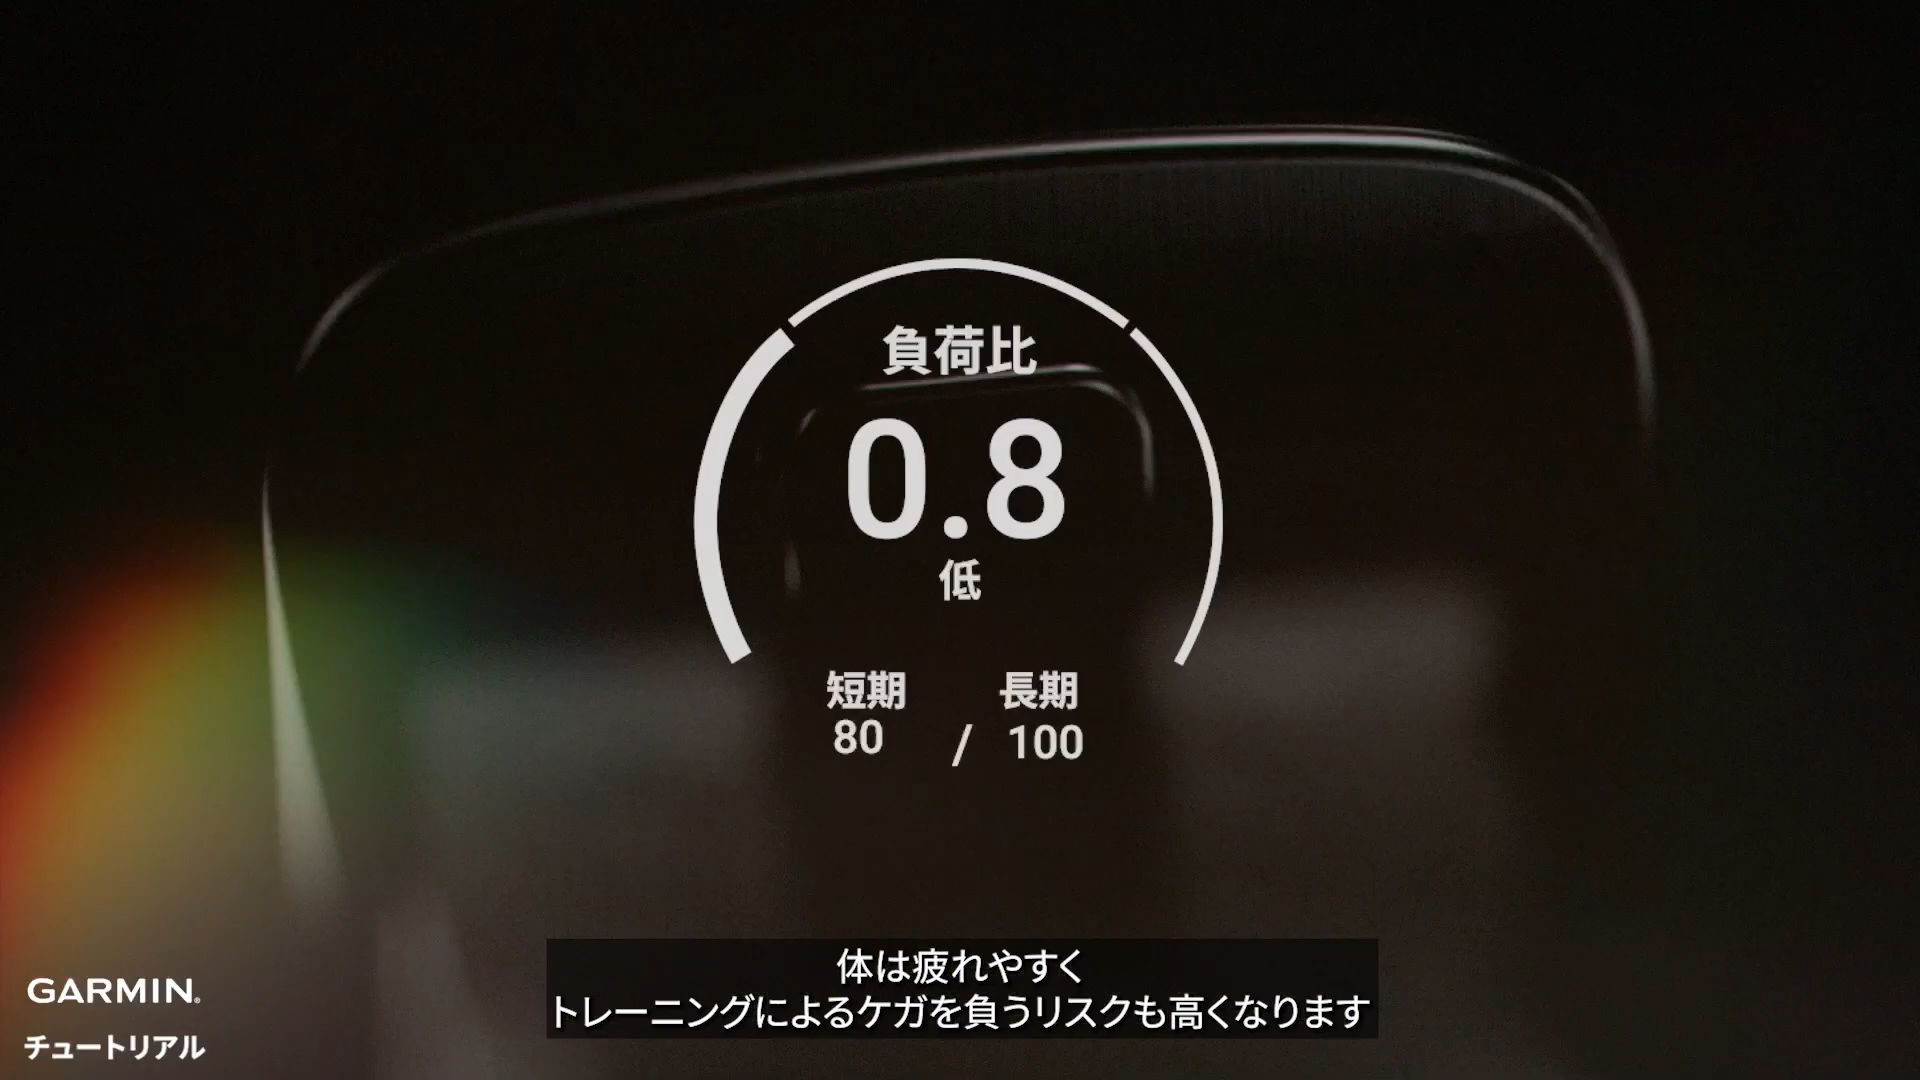 負荷比
0.8
低
短期 長期
80 / 100
体は疲れやすく
トレーニングによるケガを負うリスクも高くなります
GARMIN®
チュートリアル